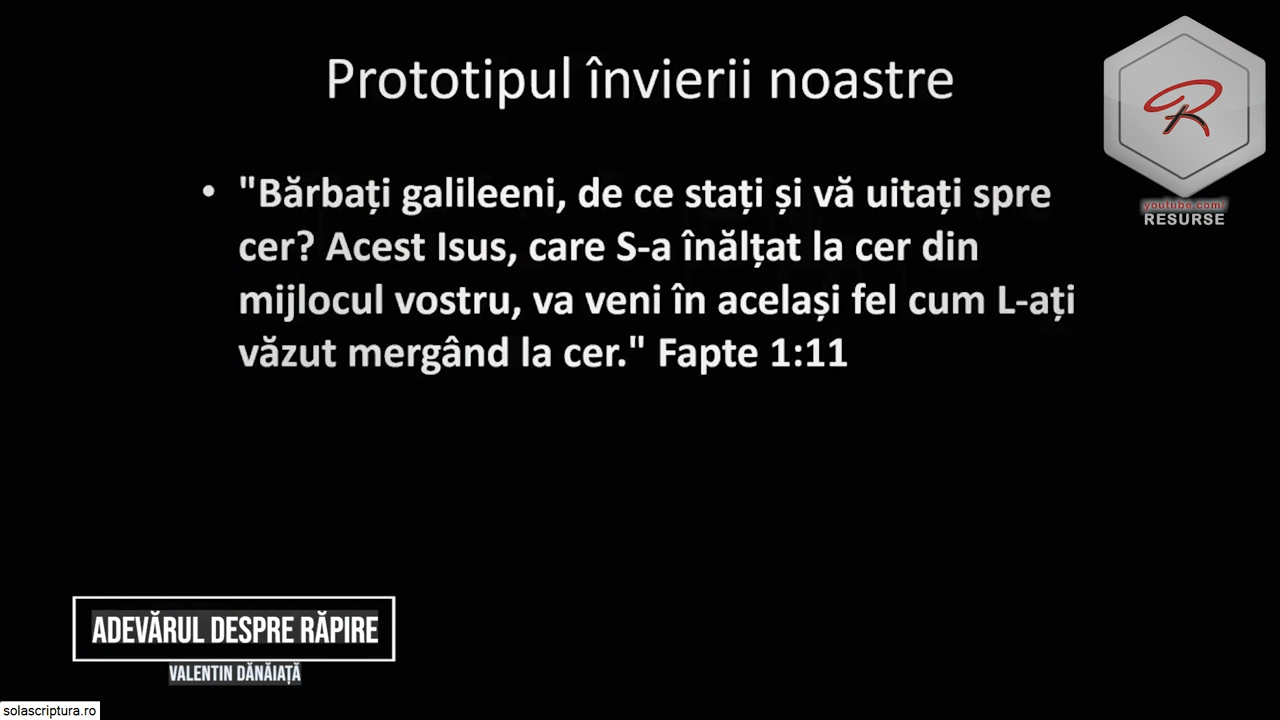 Prototipul învierii noastre
youtube.com/
RESURSE
• "Bărbați galileeni, de ce stați și vă uitați spre
cer? Acest Isus, care S-a înălțat la cer din
mijlocul vostru, va veni în același fel cum L-ați
văzut mergând la cer." Fapte 1:11
ADEVĂRUL DESPRE RĂPIRE
VALENTIN DĂNĂIAȚĂ
solascriptura.ro